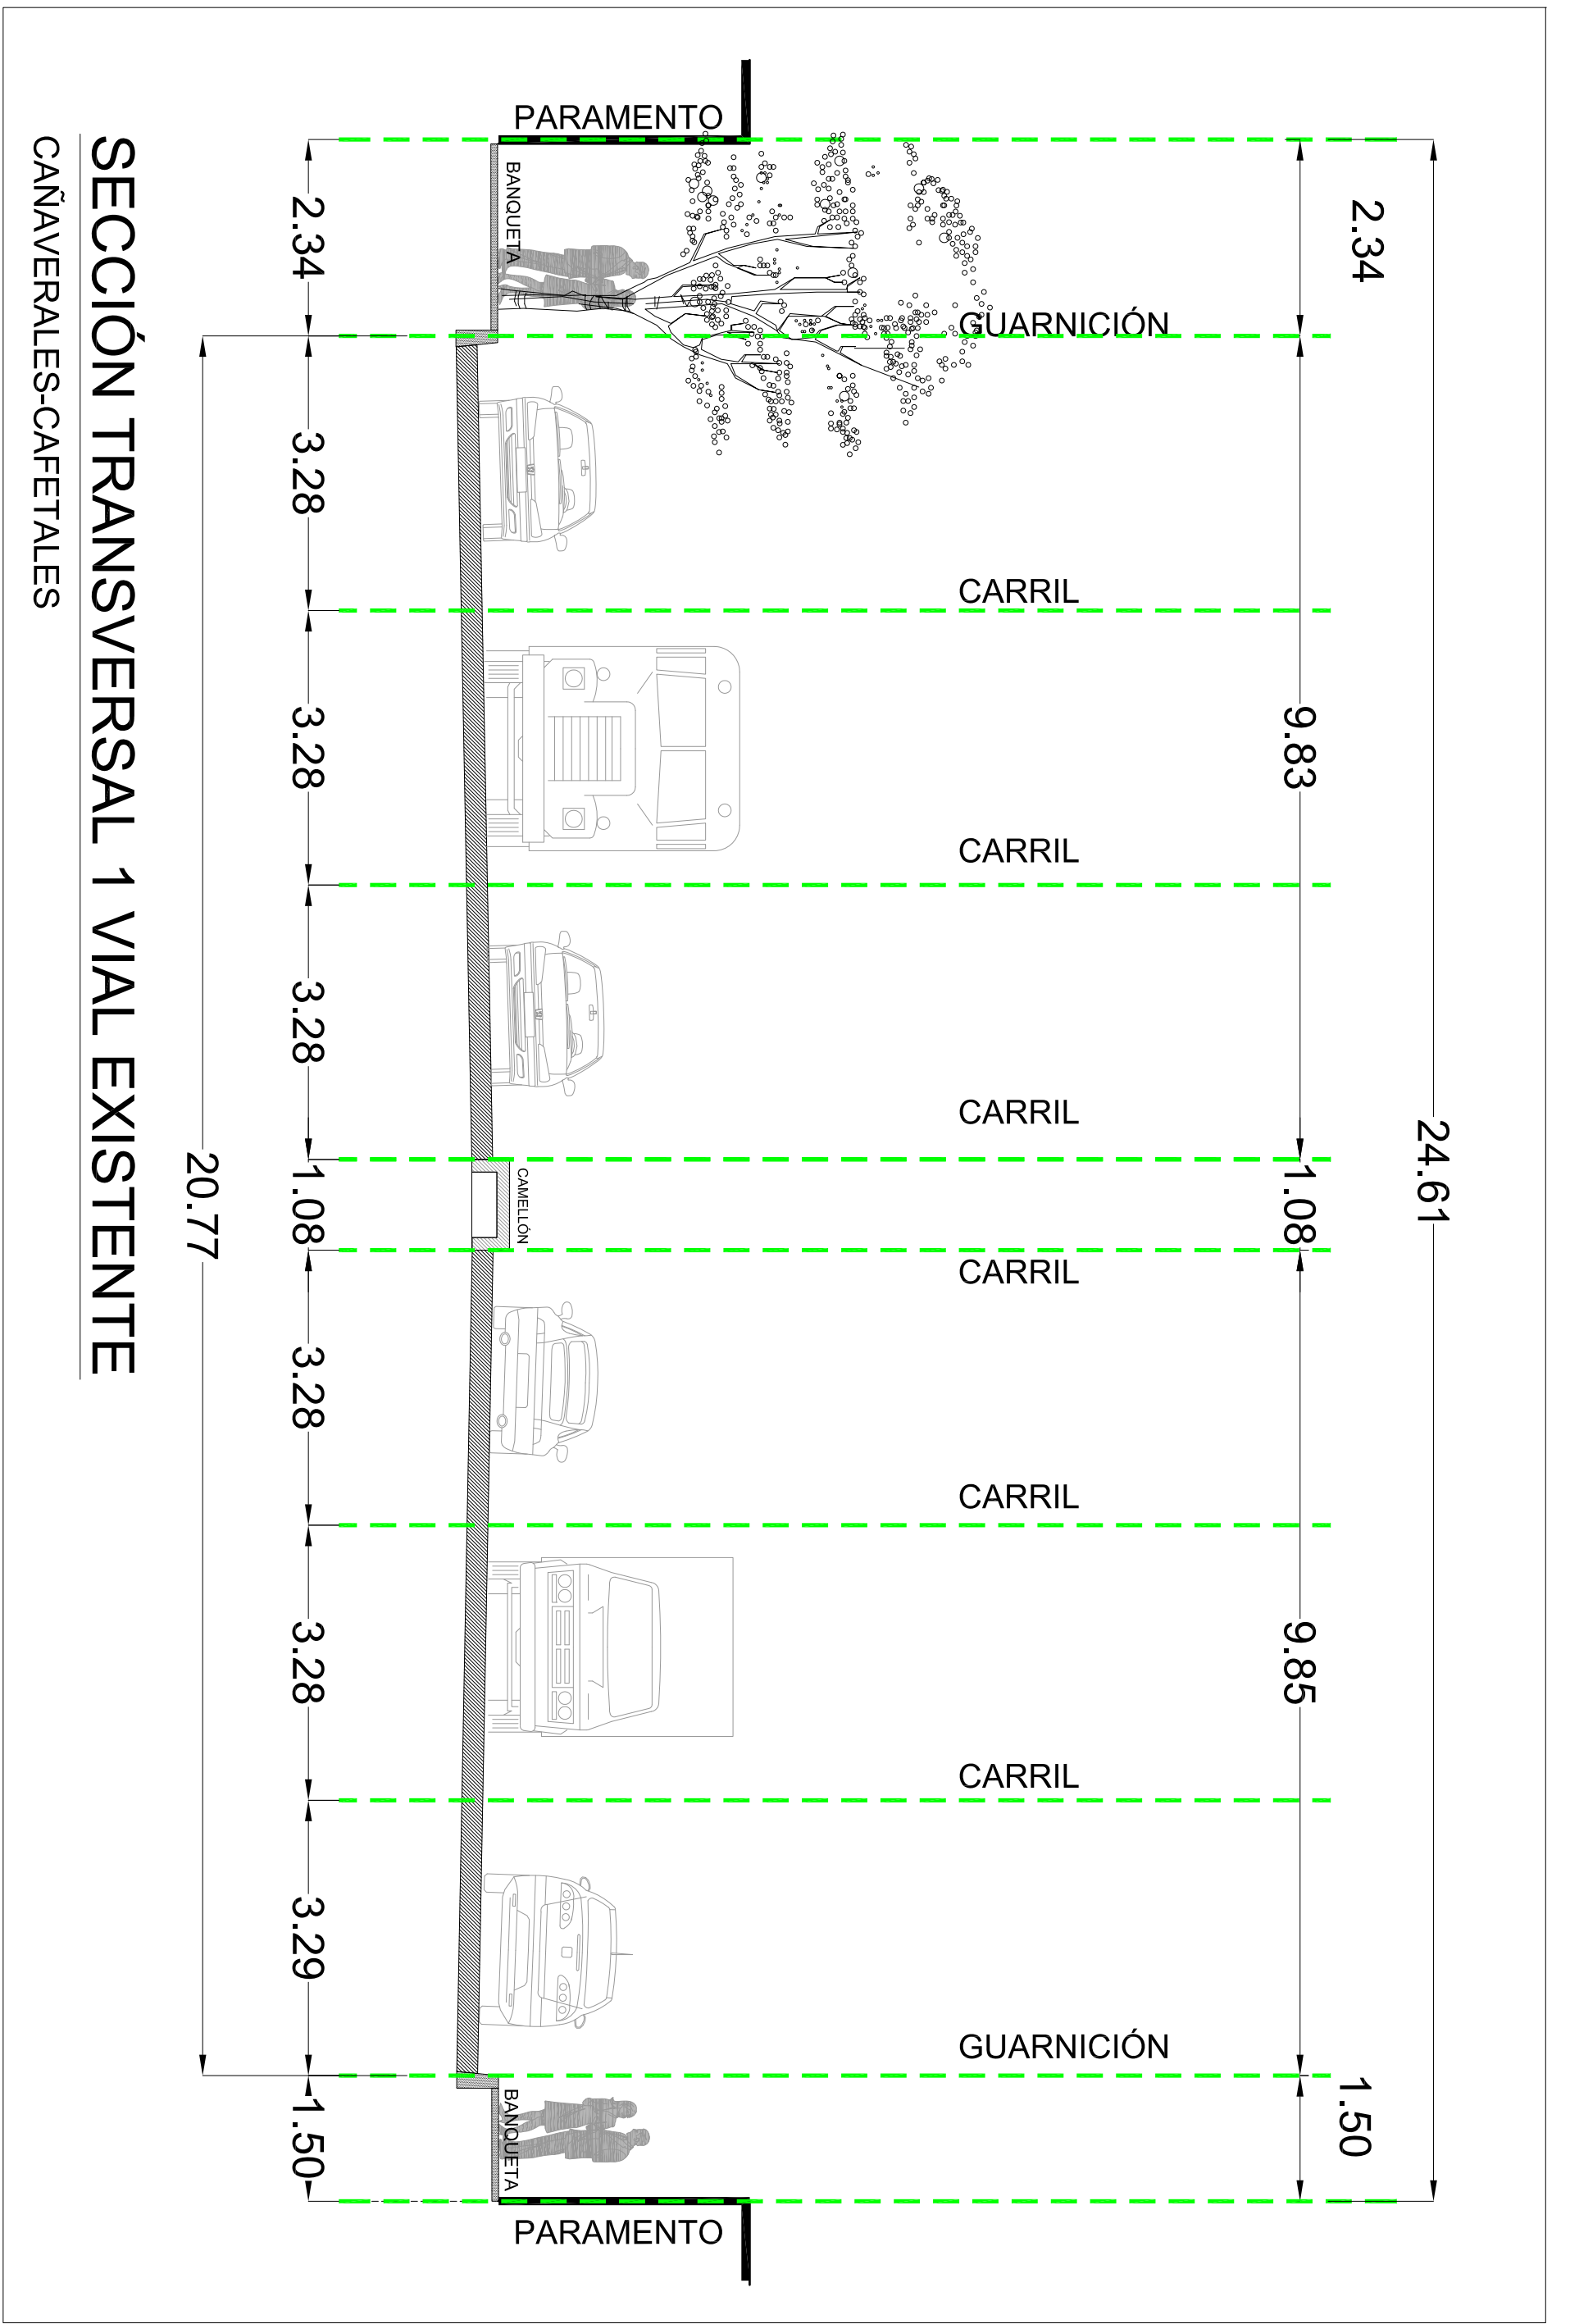 24.61
2.34
1.50
9.83
1.08
9.85
GUARNICIÓN
CARRIL
CARRIL
CARRIL
CARRIL
CARRIL
CARRIL
GUARNICIÓN
PARAMENTO
BANQUETA
CAMELLÓN
BANQUETA
PARAMENTO
2.34
3.28
3.28
3.28
1.08
3.28
3.28
3.29
1.50
20.77
SECCIÓN TRANSVERSAL 1 VIAL EXISTENTE
CAÑAVERALES-CAFETALES